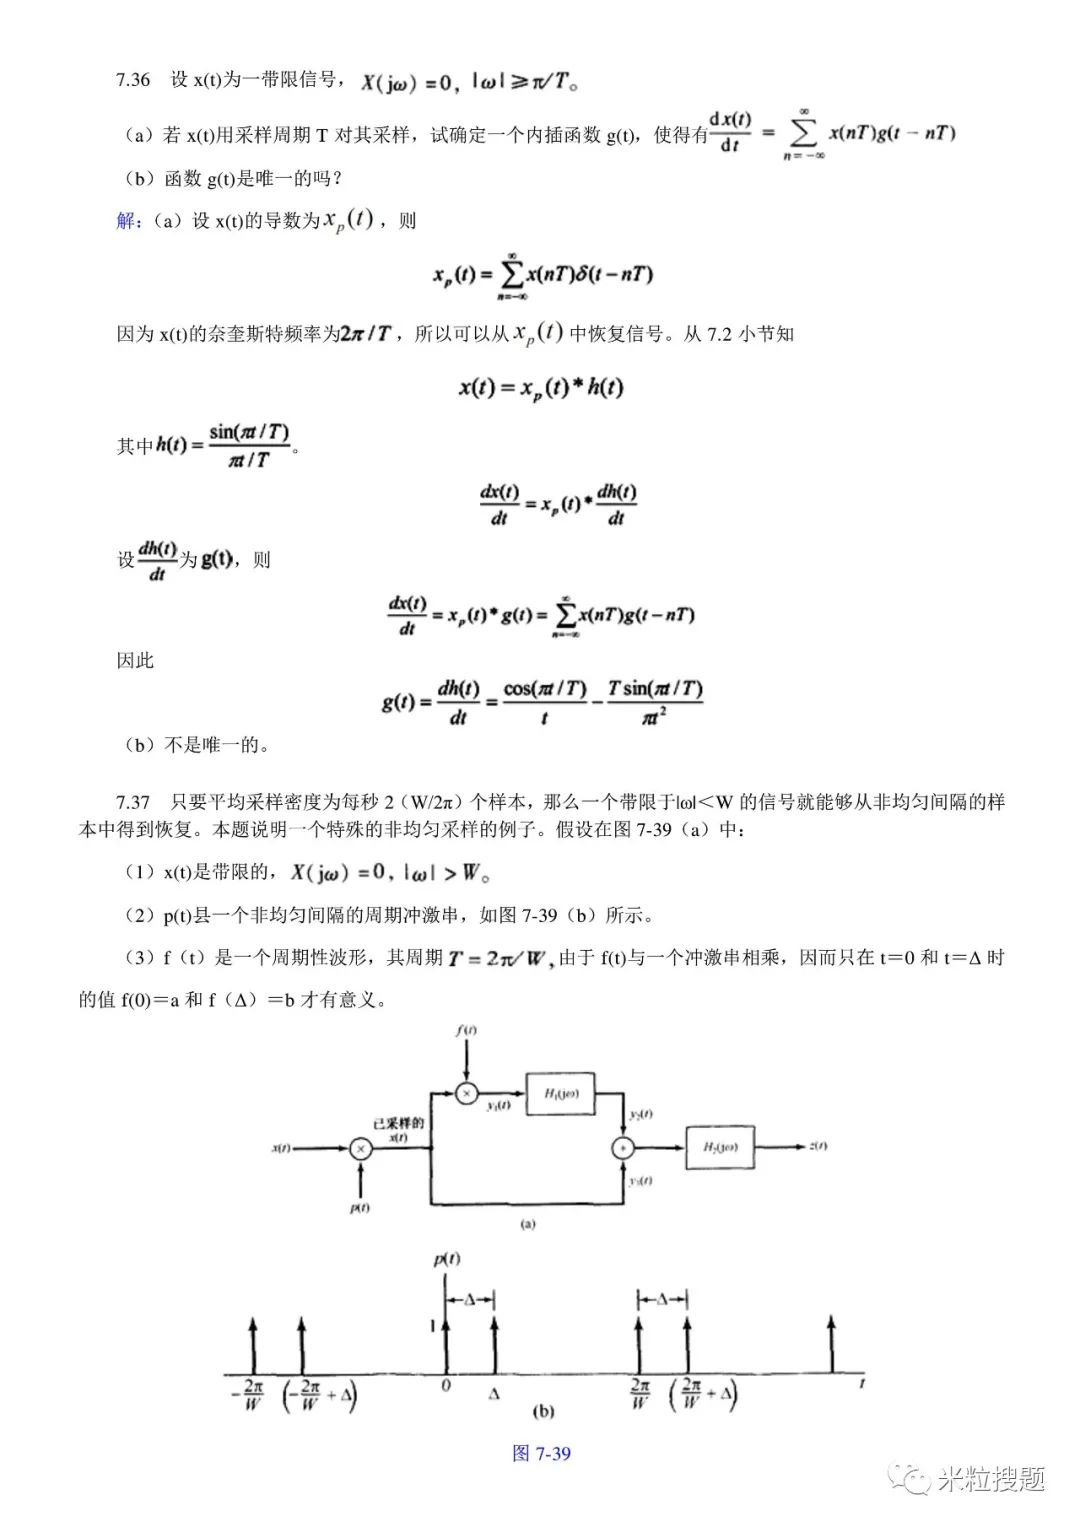 7.36 设 x(t)为一带限信号，X(jω)=0, |ω|≥π/T。
（a）若 x(t)用采样周期 T 对其采样，试确定一个内插函数 g(t)，使得有 dx(t)/dt = ∑_{n=-∞}^{∞} x(nT)g(t − nT)
（b）函数 g(t)是唯一的吗？
解:（a）设 x(t)的导数为 x_p(t)，则
x_p(t) = ∑_{n=-∞}^{∞} x(nT)δ(t − nT)
因为 x(t)的奈奎斯特频率为2π/T，所以可以从 x_p(t) 中恢复信号。从 7.2 小节知
x(t) = x_p(t) * h(t)
其中 h(t) = sin(πt/T)/(πt/T)。
dx(t)/dt = x_p(t) * dh(t)/dt
设 dh(t)/dt 为 g(t)，则
dx(t)/dt = x_p(t) * g(t) = ∑_{n=-∞}^{∞} x(nT)g(t − nT)
因此
g(t) = dh(t)/dt = cos(πt/T)/t − T sin(πt/T)/(πt²)
（b）不是唯一的。
7.37 只要平均采样密度为每秒 2（W/2π）个样本，那么一个带限于|ω|＜W 的信号就能够从非均匀间隔的样
本中得到恢复。本题说明一个特殊的非均匀采样的例子。假设在图 7-39（a）中：
（1）x(t)是带限的，X(jω)=0, |ω|>W。
（2）p(t)县一个非均匀间隔的周期冲激串，如图 7-39（b）所示。
（3）f（t）是一个周期性波形，其周期 T=2π/W, 由于 f(t)与一个冲激串相乘，因而只在 t＝0 和 t＝Δ 时
的值 f(0)＝a 和 f（Δ）＝b 才有意义。
f(t)
×
y₁(t)
H₁(jω)
y₂(t)
已采样的
x(t)
x(t)
×
+
H₂(jω)
z(t)
y₃(t)
p(t)
(a)
p(t)
Δ
Δ
1
−2π/W
(−2π/W + Δ)
0
Δ
2π/W
(2π/W + Δ)
t
(b)
图 7-39
米粒搜题